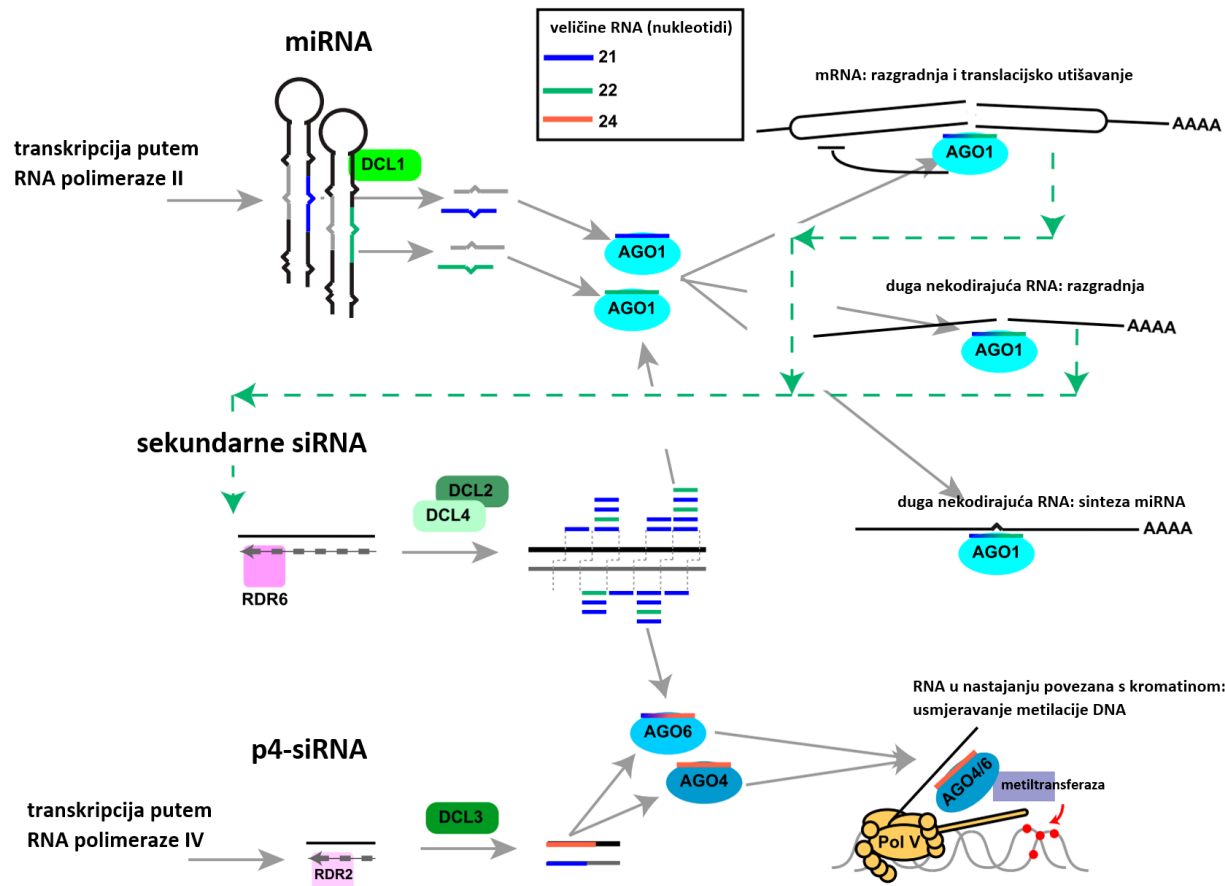 miRNA
veličine RNA (nukleotidi)
21
22
24
mRNA: razgradnja i translacijsko utišavanje
AAAA
AGO1
transkripcija putem
RNA polimeraze II
DCL1
AGO1
AGO1
duga nekodirajuća RNA: razgradnja
AAAA
AGO1
sekundarne siRNA
DCL2
DCL4
RDR6
duga nekodirajuća RNA: sinteza miRNA
AAAA
AGO1
RNA u nastajanju povezana s kromatinom:
usmjeravanje metilacije DNA
p4-siRNA
AGO6
AGO4
AGO4/6
metiltransferaza
transkripcija putem
RNA polimeraze IV
DCL3
RDR2
Pol V